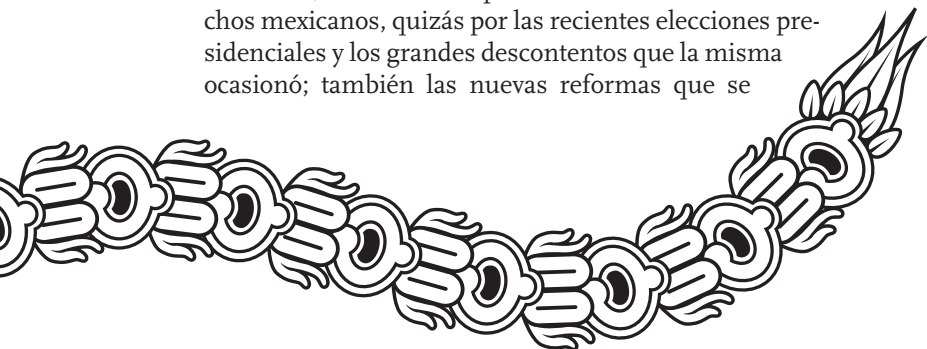 chos mexicanos, quizás por las recientes elecciones pre-
sidenciales y los grandes descontentos que la misma
ocasionó; también las nuevas reformas que se